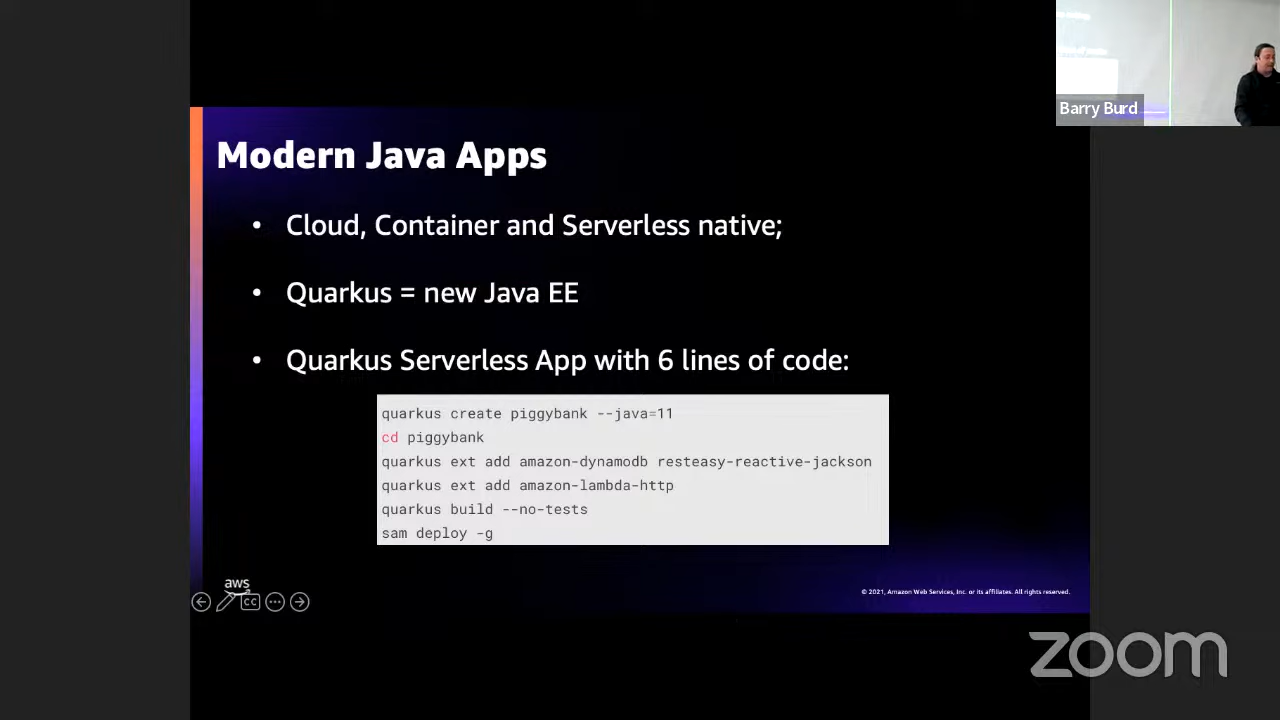 Barry Burd
Modern Java Apps
• Cloud, Container and Serverless native;
• Quarkus = new Java EE
• Quarkus Serverless App with 6 lines of code:
quarkus create piggybank --java=11
cd piggybank
quarkus ext add amazon-dynamodb resteasy-reactive-jackson
quarkus ext add amazon-lambda-http
quarkus build --no-tests
sam deploy -g
aws
CC
© 2021, Amazon Web Services, Inc. or its affiliates. All rights reserved.
zoom